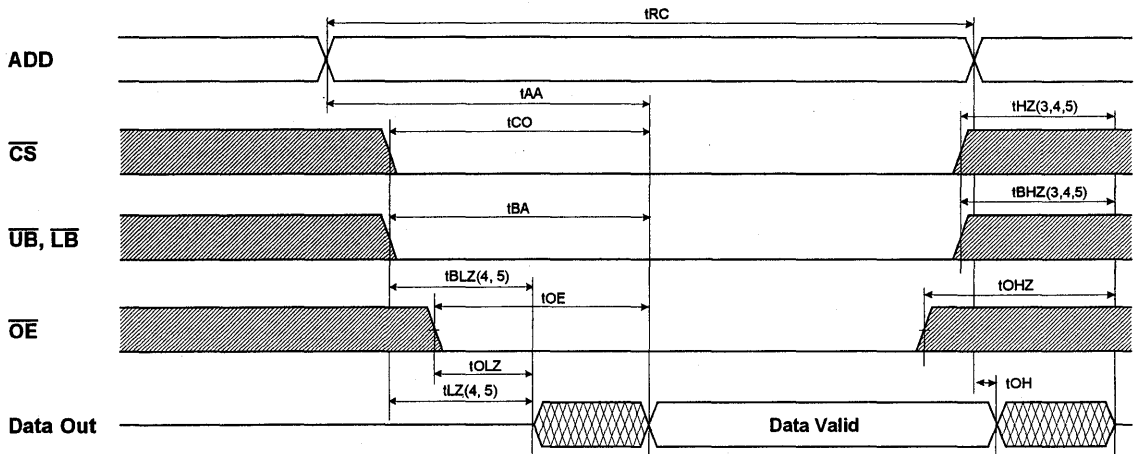 tRC
ADD
tAA
tHZ(3,4,5)
tCO
CS
tBHZ(3,4,5)
tBA
UB, LB
tBLZ(4, 5)
tOE
tOHZ
OE
tOLZ
tOH
tLZ(4, 5)
Data Out
Data Valid